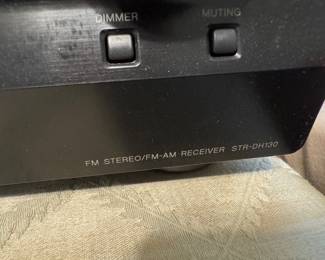 DIMMER MUTING
FM STEREO/FM-AM RECEIVER STR-DH130